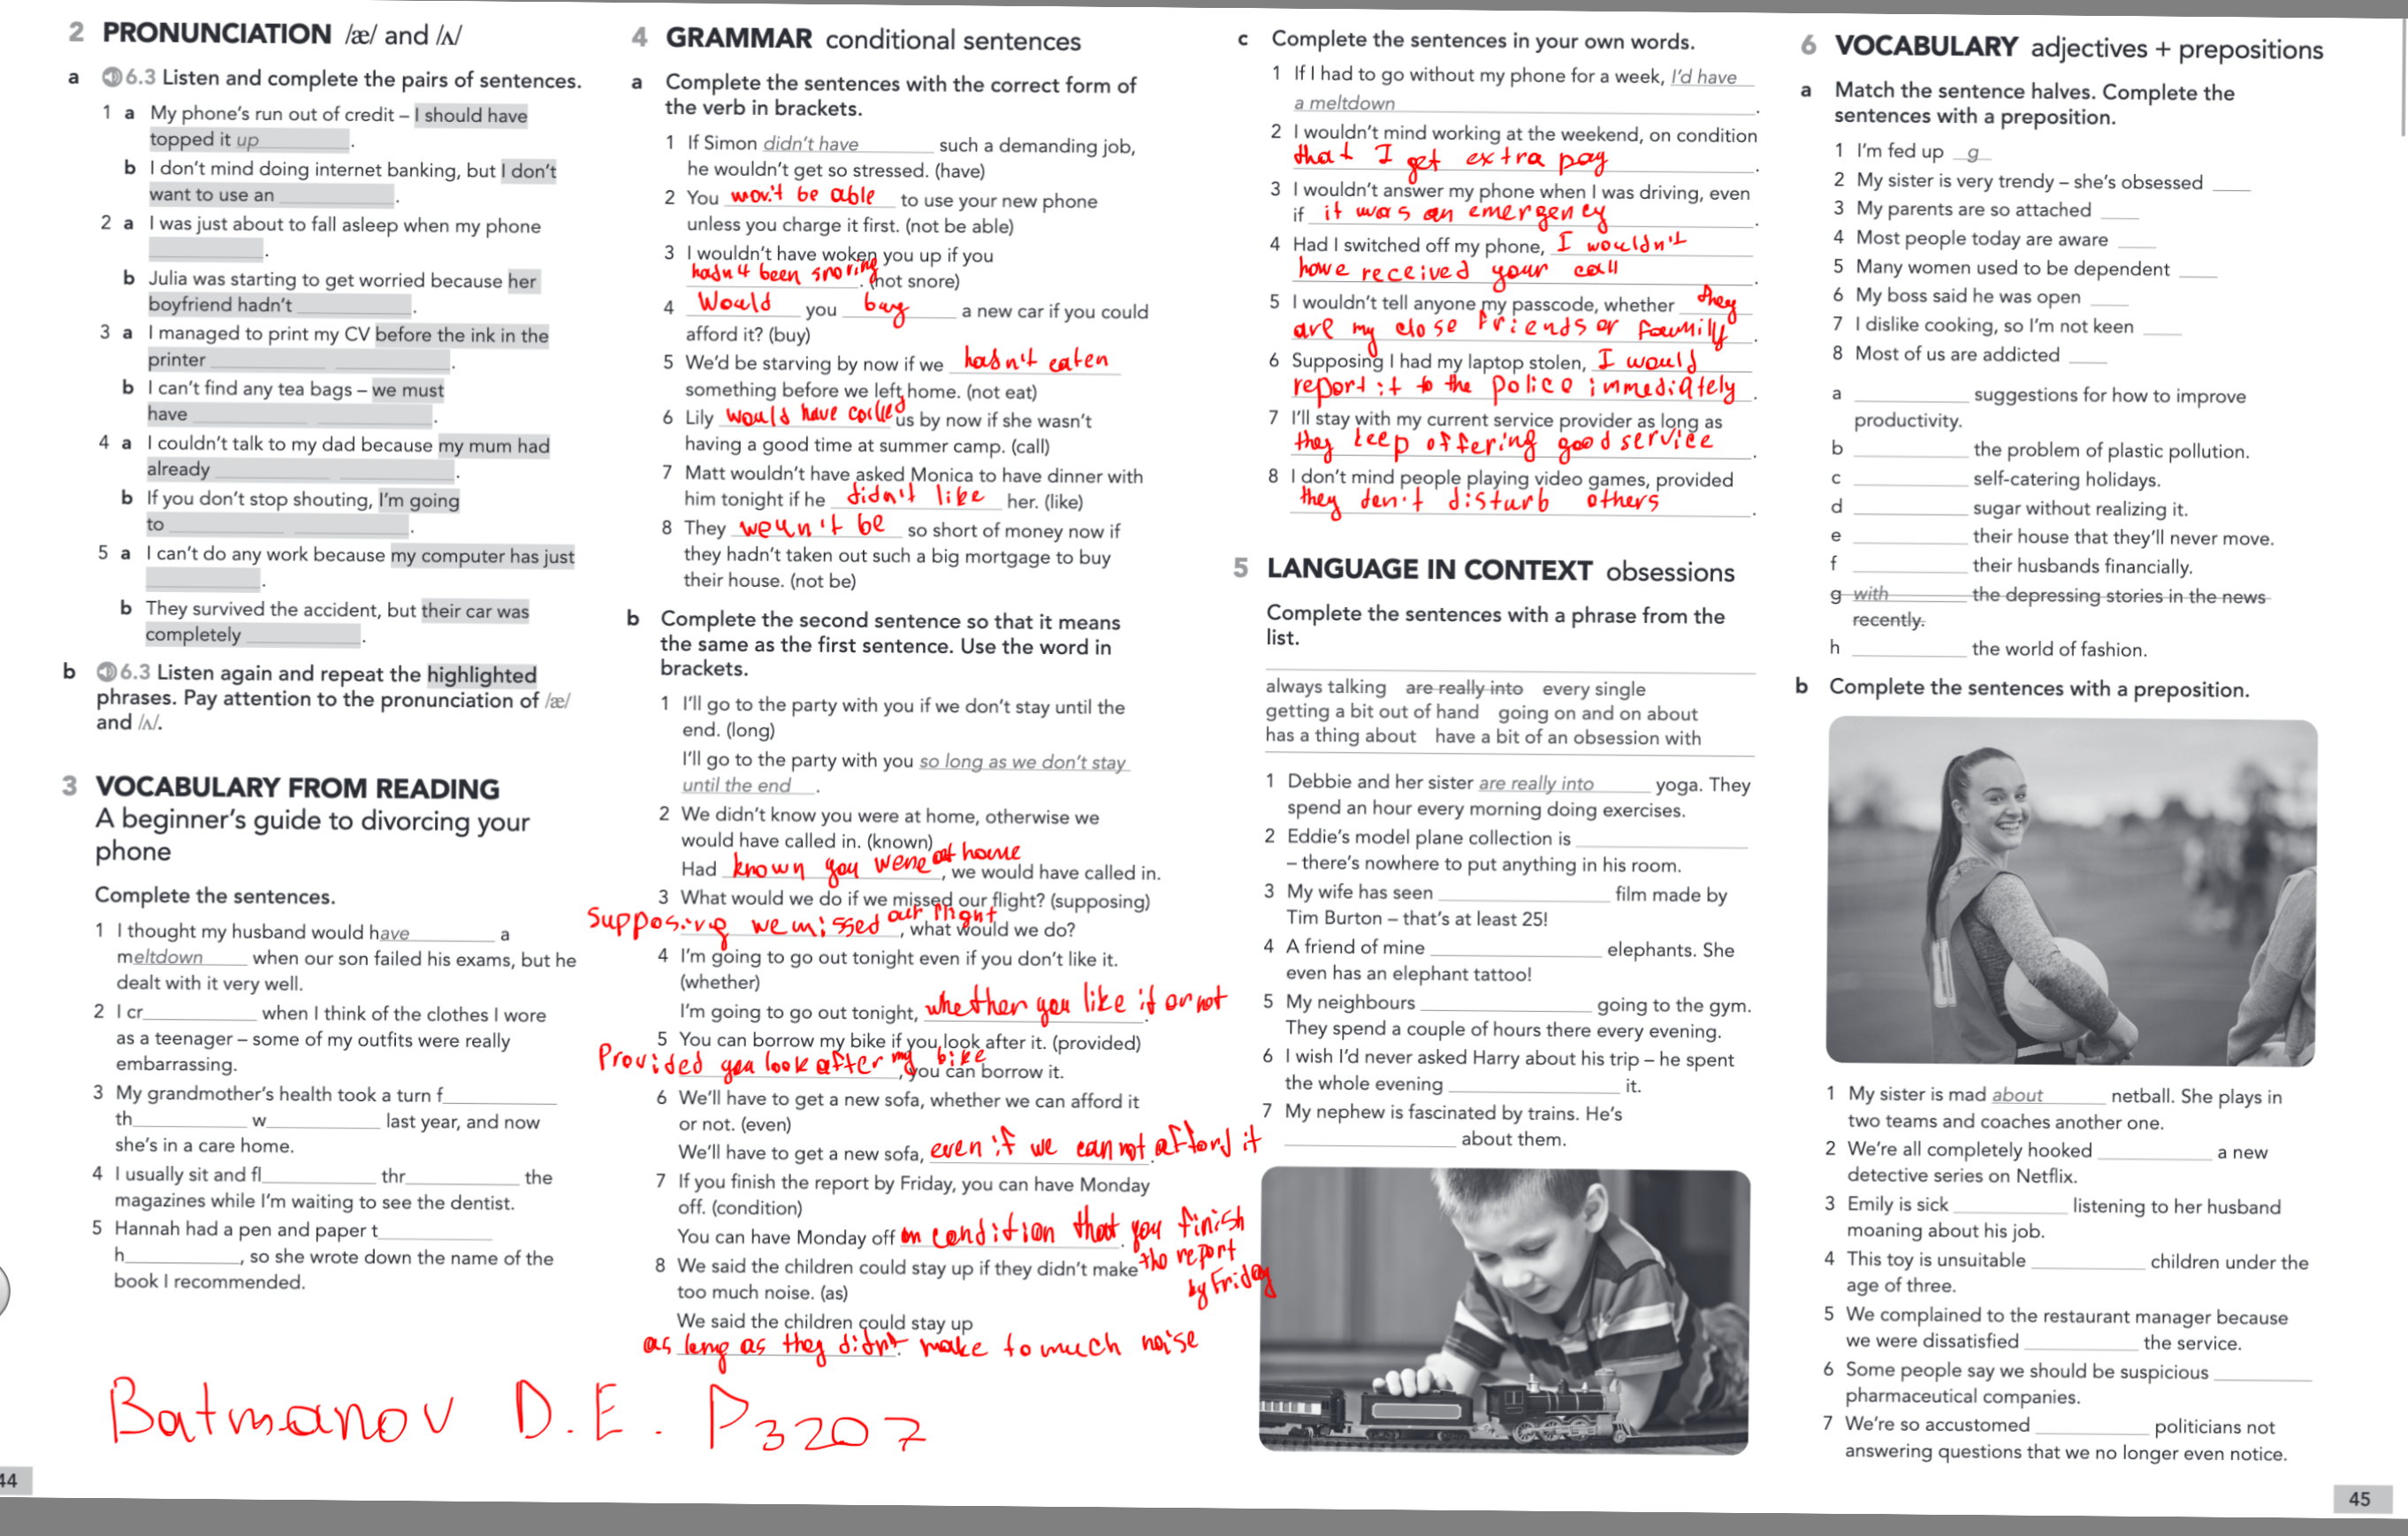 2 PRONUNCIATION /æ/ and /ʌ/
a 6.3 Listen and complete the pairs of sentences.
1 a My phone's run out of credit – I should have
topped it up ________.
b I don't mind doing internet banking, but I don't
want to use an ________.
2 a I was just about to fall asleep when my phone
________.
b Julia was starting to get worried because her
boyfriend hadn't ________.
3 a I managed to print my CV before the ink in the
printer ________ ________.
b I can't find any tea bags – we must
have ________ ________.
4 a I couldn't talk to my dad because my mum had
already ________ ________.
b If you don't stop shouting, I'm going
to ________ ________.
5 a I can't do any work because my computer has just
________.
b They survived the accident, but their car was
completely ________.
b 6.3 Listen again and repeat the highlighted
phrases. Pay attention to the pronunciation of /æ/
and /ʌ/.
3 VOCABULARY FROM READING
A beginner's guide to divorcing your
phone
Complete the sentences.
1 I thought my husband would have ________ a
meltdown ________ when our son failed his exams, but he
dealt with it very well.
2 I cr________ when I think of the clothes I wore
as a teenager – some of my outfits were really
embarrassing.
3 My grandmother's health took a turn f________
th________ w________ last year, and now
she's in a care home.
4 I usually sit and fl________ thr________ the
magazines while I'm waiting to see the dentist.
5 Hannah had a pen and paper t________
h________, so she wrote down the name of the
book I recommended.
Batmanov D.E. P3207
44
4 GRAMMAR conditional sentences
a Complete the sentences with the correct form of
the verb in brackets.
1 If Simon didn't have ________ such a demanding job,
he wouldn't get so stressed. (have)
2 You won't be able to use your new phone
unless you charge it first. (not be able)
3 I wouldn't have woken you up if you
hadn't been snoring. (not snore)
4 Would you buy a new car if you could
afford it? (buy)
5 We'd be starving by now if we hasn't eaten
something before we left home. (not eat)
6 Lily would have called us by now if she wasn't
having a good time at summer camp. (call)
7 Matt wouldn't have asked Monica to have dinner with
him tonight if he didn't like her. (like)
8 They woun't be so short of money now if
they hadn't taken out such a big mortgage to buy
their house. (not be)
b Complete the second sentence so that it means
the same as the first sentence. Use the word in
brackets.
1 I'll go to the party with you if we don't stay until the
end. (long)
I'll go to the party with you so long as we don't stay
until the end.
2 We didn't know you were at home, otherwise we
would have called in. (known)
Had known you were at home, we would have called in.
3 What would we do if we missed our flight? (supposing)
Supposing we missed our flight, what would we do?
4 I'm going to go out tonight even if you don't like it.
(whether)
I'm going to go out tonight, whether you like it or not.
5 You can borrow my bike if you look after it. (provided)
Provided you look after my bike, you can borrow it.
6 We'll have to get a new sofa, whether we can afford it
or not. (even)
We'll have to get a new sofa, even if we cannot afford it.
7 If you finish the report by Friday, you can have Monday
off. (condition)
You can have Monday off on condition that you finish
the report
by Friday
8 We said the children could stay up if they didn't make
too much noise. (as)
We said the children could stay up
as long as they didn't make to much noise
c Complete the sentences in your own words.
1 If I had to go without my phone for a week, I'd have
a meltdown.
2 I wouldn't mind working at the weekend, on condition
that I get extra pay.
3 I wouldn't answer my phone when I was driving, even
if it was an emergency.
4 Had I switched off my phone, I wouldn't
have received your call.
5 I wouldn't tell anyone my passcode, whether they
are my close friends or familly.
6 Supposing I had my laptop stolen, I would
report it to the police immediately.
7 I'll stay with my current service provider as long as
they keep offering good service.
8 I don't mind people playing video games, provided
they don't disturb others.
5 LANGUAGE IN CONTEXT obsessions
Complete the sentences with a phrase from the
list.
always talking are really into every single
getting a bit out of hand going on and on about
has a thing about have a bit of an obsession with
1 Debbie and her sister are really into yoga. They
spend an hour every morning doing exercises.
2 Eddie's model plane collection is ________
– there's nowhere to put anything in his room.
3 My wife has seen ________ film made by
Tim Burton – that's at least 25!
4 A friend of mine ________ elephants. She
even has an elephant tattoo!
5 My neighbours ________ going to the gym.
They spend a couple of hours there every evening.
6 I wish I'd never asked Harry about his trip – he spent
the whole evening ________ it.
7 My nephew is fascinated by trains. He's
________ about them.
6 VOCABULARY adjectives + prepositions
a Match the sentence halves. Complete the
sentences with a preposition.
1 I'm fed up g
2 My sister is very trendy – she's obsessed ____
3 My parents are so attached ____
4 Most people today are aware ____
5 Many women used to be dependent ____
6 My boss said he was open ____
7 I dislike cooking, so I'm not keen ____
8 Most of us are addicted ____
a ________ suggestions for how to improve
productivity.
b ________ the problem of plastic pollution.
c ________ self-catering holidays.
d ________ sugar without realizing it.
e ________ their house that they'll never move.
f ________ their husbands financially.
g with ________ the depressing stories in the news
recently.
h ________ the world of fashion.
b Complete the sentences with a preposition.
1 My sister is mad about netball. She plays in
two teams and coaches another one.
2 We're all completely hooked ________ a new
detective series on Netflix.
3 Emily is sick ________ listening to her husband
moaning about his job.
4 This toy is unsuitable ________ children under the
age of three.
5 We complained to the restaurant manager because
we were dissatisfied ________ the service.
6 Some people say we should be suspicious ________
pharmaceutical companies.
7 We're so accustomed ________ politicians not
answering questions that we no longer even notice.
45